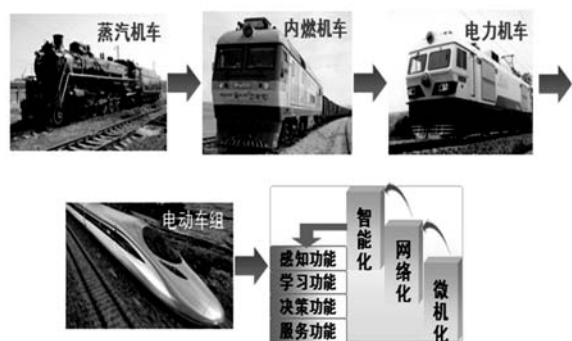 蒸汽机车
内燃机车
电力机车
电动车组
感知功能
学习功能
决策功能
服务功能
智能化
网络化
微机化